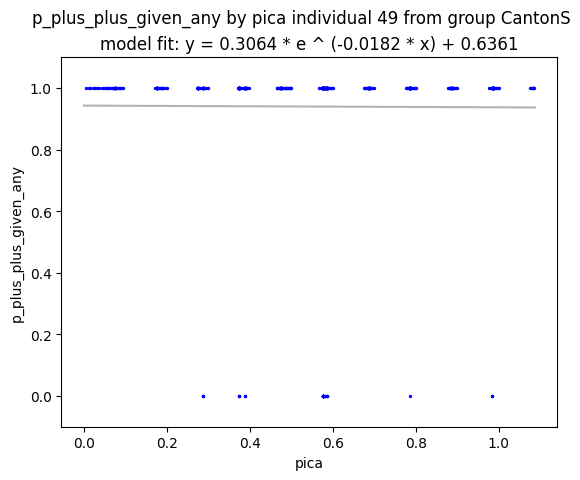 p_plus_plus_given_any by pica individual 49 from group CantonS
model fit: y = 0.3064 * e ^ (-0.0182 * x) + 0.6361
p_plus_plus_given_any
1.0
0.8
0.6
0.4
0.2
0.0
0.0 0.2 0.4 0.6 0.8 1.0
pica